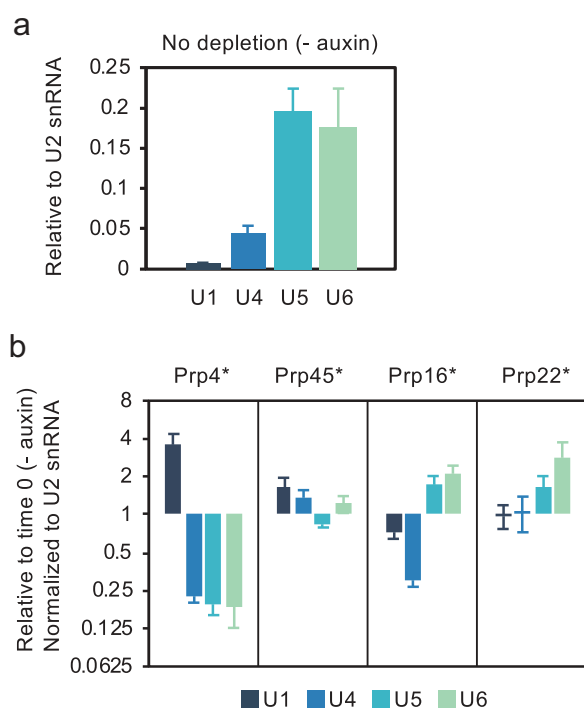 a
No depletion (- auxin)
Relative to U2 snRNA
0.25
0.2
0.15
0.1
0.05
0
U1 U4 U5 U6
b
Prp4* Prp45* Prp16* Prp22*
Relative to time 0 (- auxin)
Normalized to U2 snRNA
8
4
2
1
0.5
0.25
0.125
0.0625
U1 U4 U5 U6